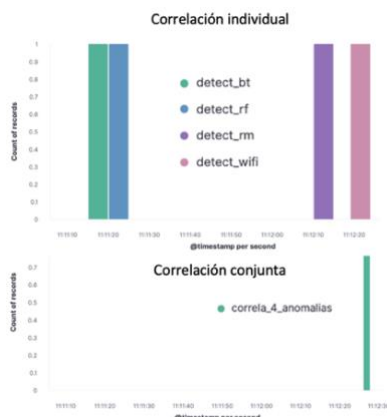 Correlación individual
1
0.9
0.8
0.7
0.6
0.5
0.4
0.3
0.2
0.1
0
Count of records
detect_bt
detect_rf
detect_rm
detect_wifi
11:11:10 11:11:20 11:11:30 11:11:40 11:11:50 11:12:00 11:12:10 11:12:20
@timestamp per second
Correlación conjunta
0.7
0.6
0.5
0.4
0.3
0.2
0.1
0
Count of records
correla_4_anomalias
11:11:10 11:11:20 11:11:30 11:11:40 11:11:50 11:12:00 11:12:10 11:12:20
@timestamp per second